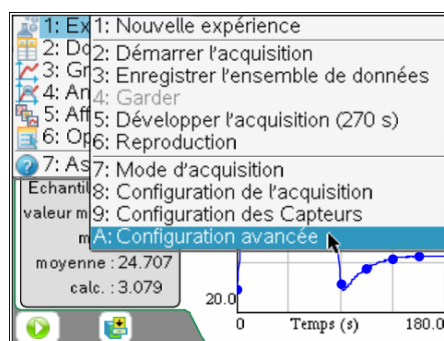 1: Ex
2: Do
3: Gr
4: An
5: Aff
6: Op
7: As
1: Nouvelle expérience
2: Démarrer l'acquisition
3: Enregistrer l'ensemble de données
4: Garder
5: Développer l'acquisition (270 s)
6: Reproduction
7: Mode d'acquisition
8: Configuration de l'acquisition
9: Configuration des Capteurs
A: Configuration avancée
Echantil
valeur m
m
moyenne : 24.707
calc. : 3.079
20.0
0 Temps (s) 180.0